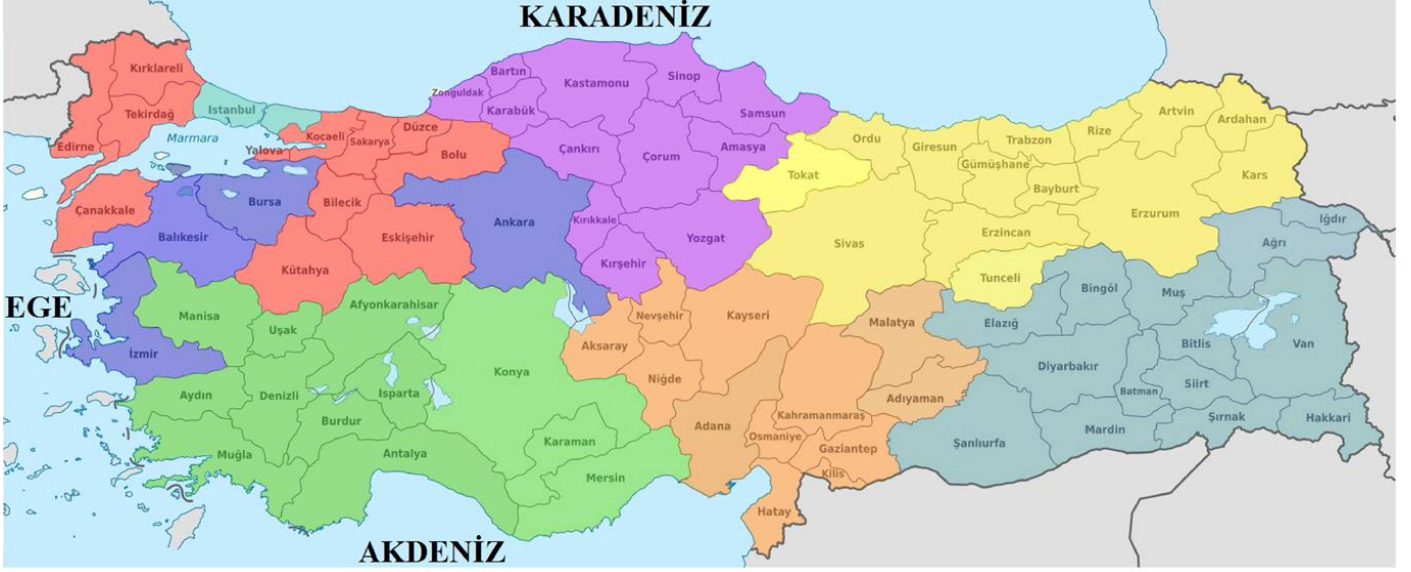 KARADENİZ
Kırklareli
Tekirdağ
Edirne
Istanbul
Marmara
Yalova
Kocaeli
Sakarya
Düzce
Bolu
Zonguldak
Bartın
Karabük
Kastamonu
Sinop
Samsun
Çankırı
Çorum
Amasya
Ordu
Giresun
Trabzon
Rize
Artvin
Ardahan
Gümüşhane
Bayburt
Kars
Tokat
Çanakkale
Balıkesir
Bursa
Bilecik
Eskişehir
Ankara
Kırıkkale
Yozgat
Kırşehir
Sivas
Erzincan
Erzurum
Iğdır
Ağrı
Kütahya
Tunceli
EGE
Manisa
Uşak
Afyonkarahisar
Nevşehir
Kayseri
Malatya
Elazığ
Bingöl
Muş
İzmir
Aksaray
Konya
Bitlis
Van
Aydın
Denizli
Isparta
Niğde
Adıyaman
Diyarbakır
Batman
Siirt
Burdur
Adana
Kahramanmaraş
Osmaniye
Gaziantep
Şanlıurfa
Mardin
Şırnak
Hakkari
Muğla
Antalya
Karaman
Mersin
Kilis
Hatay
AKDENİZ